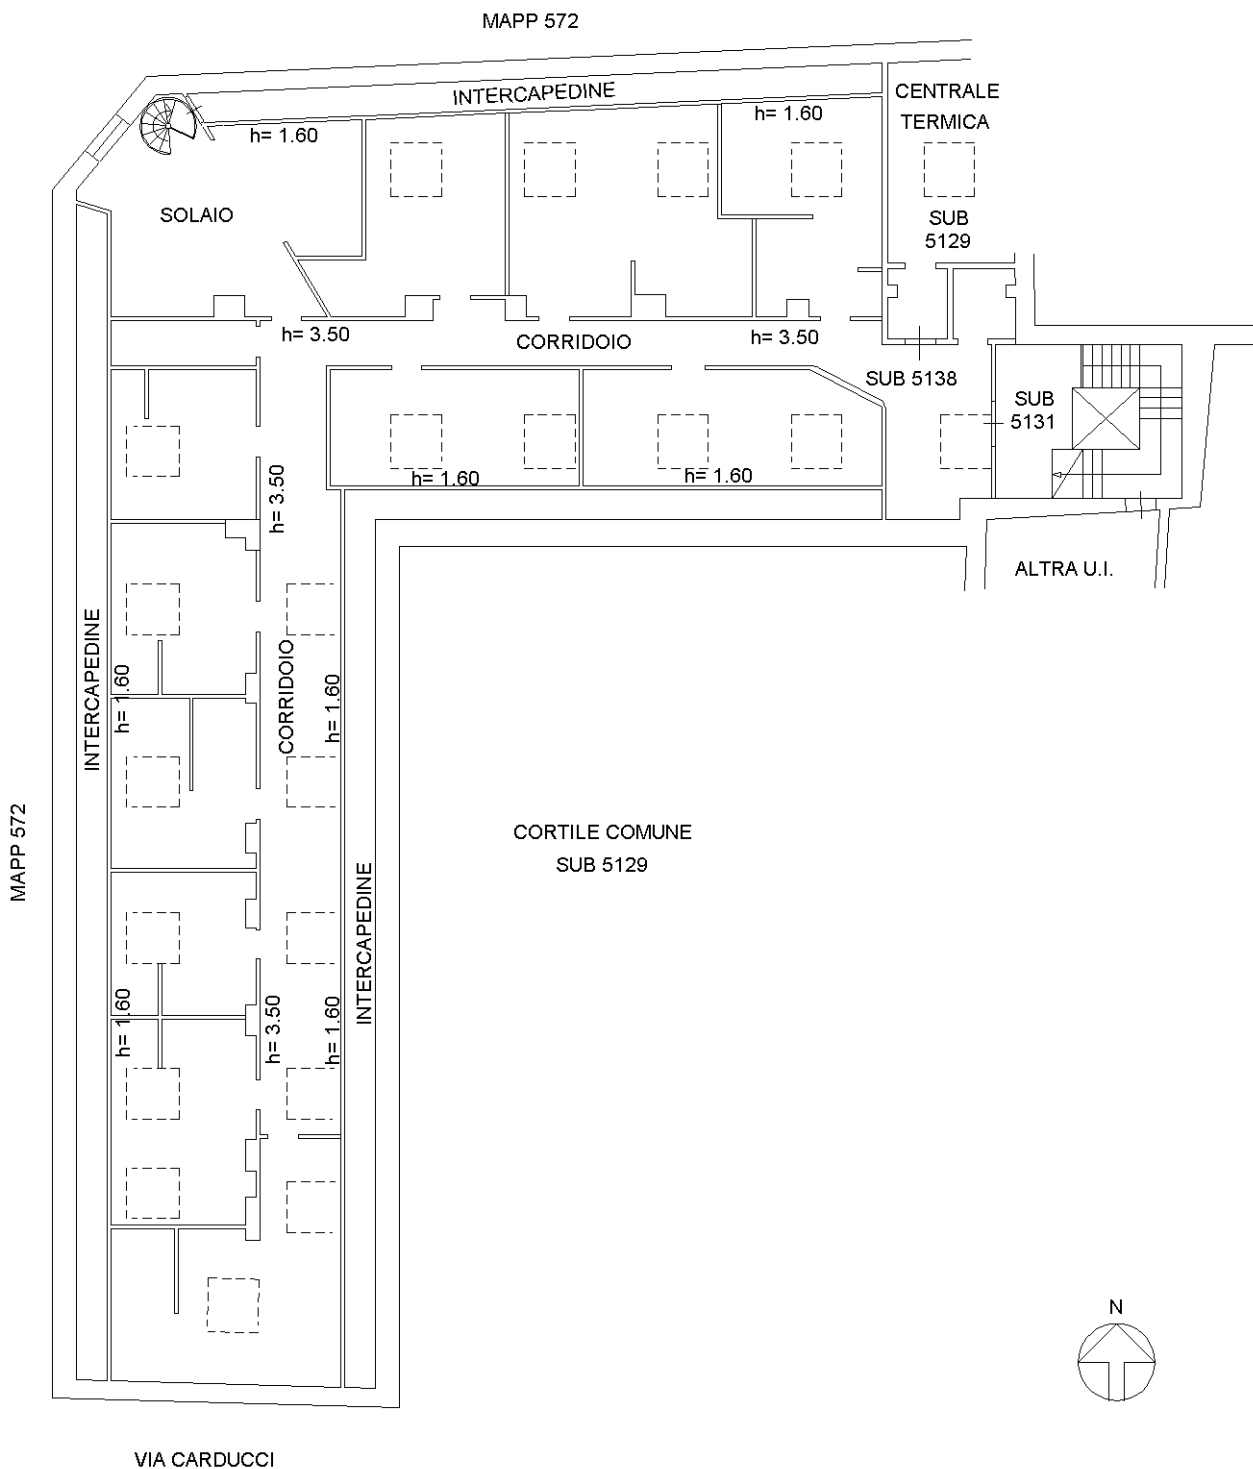 MAPP 572
INTERCAPEDINE
CENTRALE
TERMICA
h= 1.60
h= 1.60
SOLAIO
SUB
5129
h= 3.50
CORRIDOIO
h= 3.50
SUB 5138
SUB
5131
h= 1.60
h= 1.60
h= 3.50
ALTRA U.I.
INTERCAPEDINE
h= 1.60
CORRIDOIO
h= 1.60
MAPP 572
CORTILE COMUNE
SUB 5129
INTERCAPEDINE
h= 1.60
h= 3.50
h= 1.60
N
VIA CARDUCCI